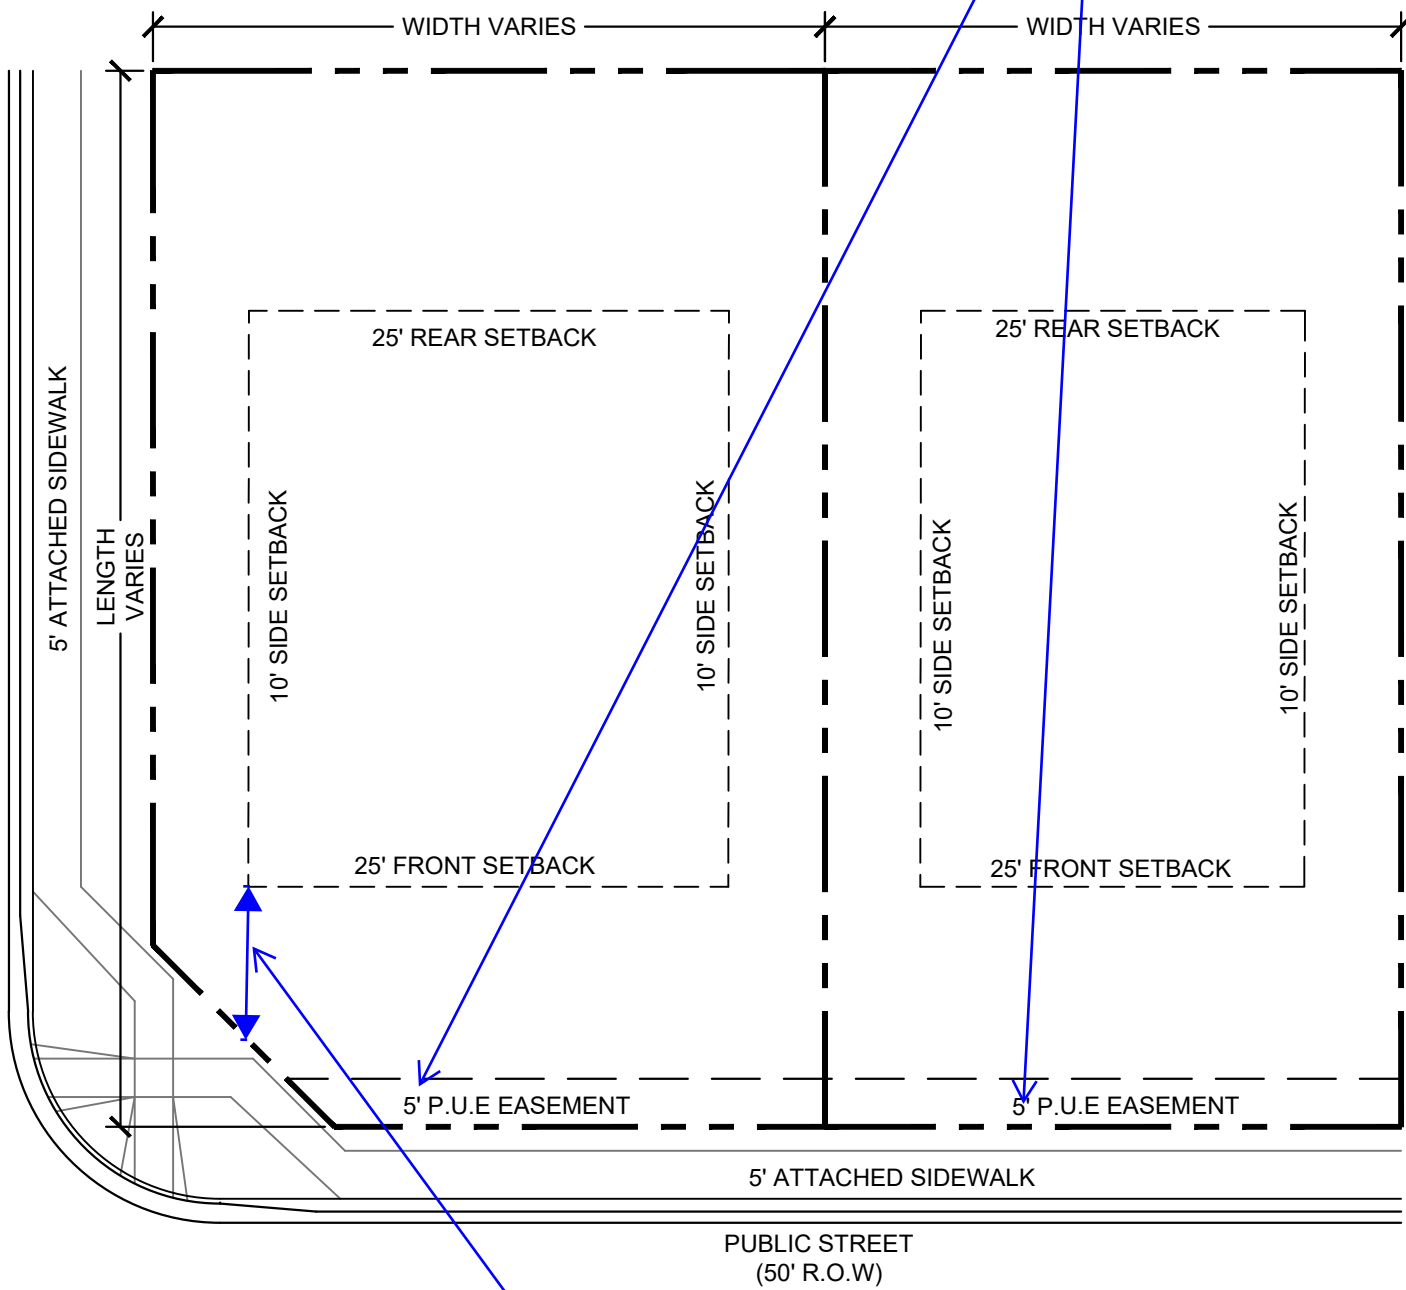 WIDTH VARIES
WIDTH VARIES
25' REAR SETBACK
25' REAR SETBACK
5' ATTACHED SIDEWALK
LENGTH
VARIES
10' SIDE SETBACK
10' SIDE SETBACK
10' SIDE SETBACK
10' SIDE SETBACK
25' FRONT SETBACK
25' FRONT SETBACK
5' P.U.E EASEMENT
5' P.U.E EASEMENT
5' ATTACHED SIDEWALK
PUBLIC STREET
(50' R.O.W)